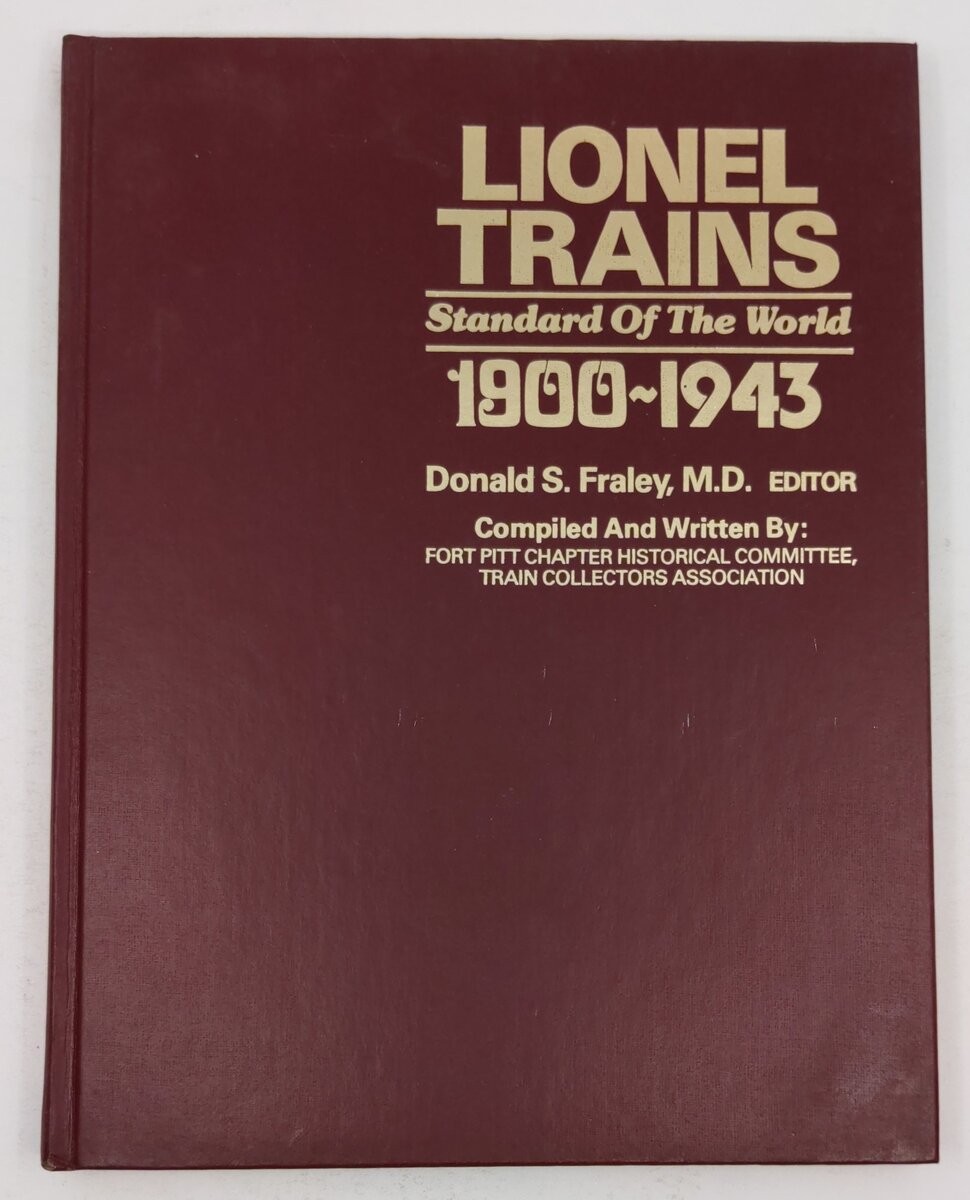 LIONEL
TRAINS
Standard Of The World
1900~1943
Donald S. Fraley, M.D. EDITOR
Compiled And Written By:
FORT PITT CHAPTER HISTORICAL COMMITTEE,
TRAIN COLLECTORS ASSOCIATION